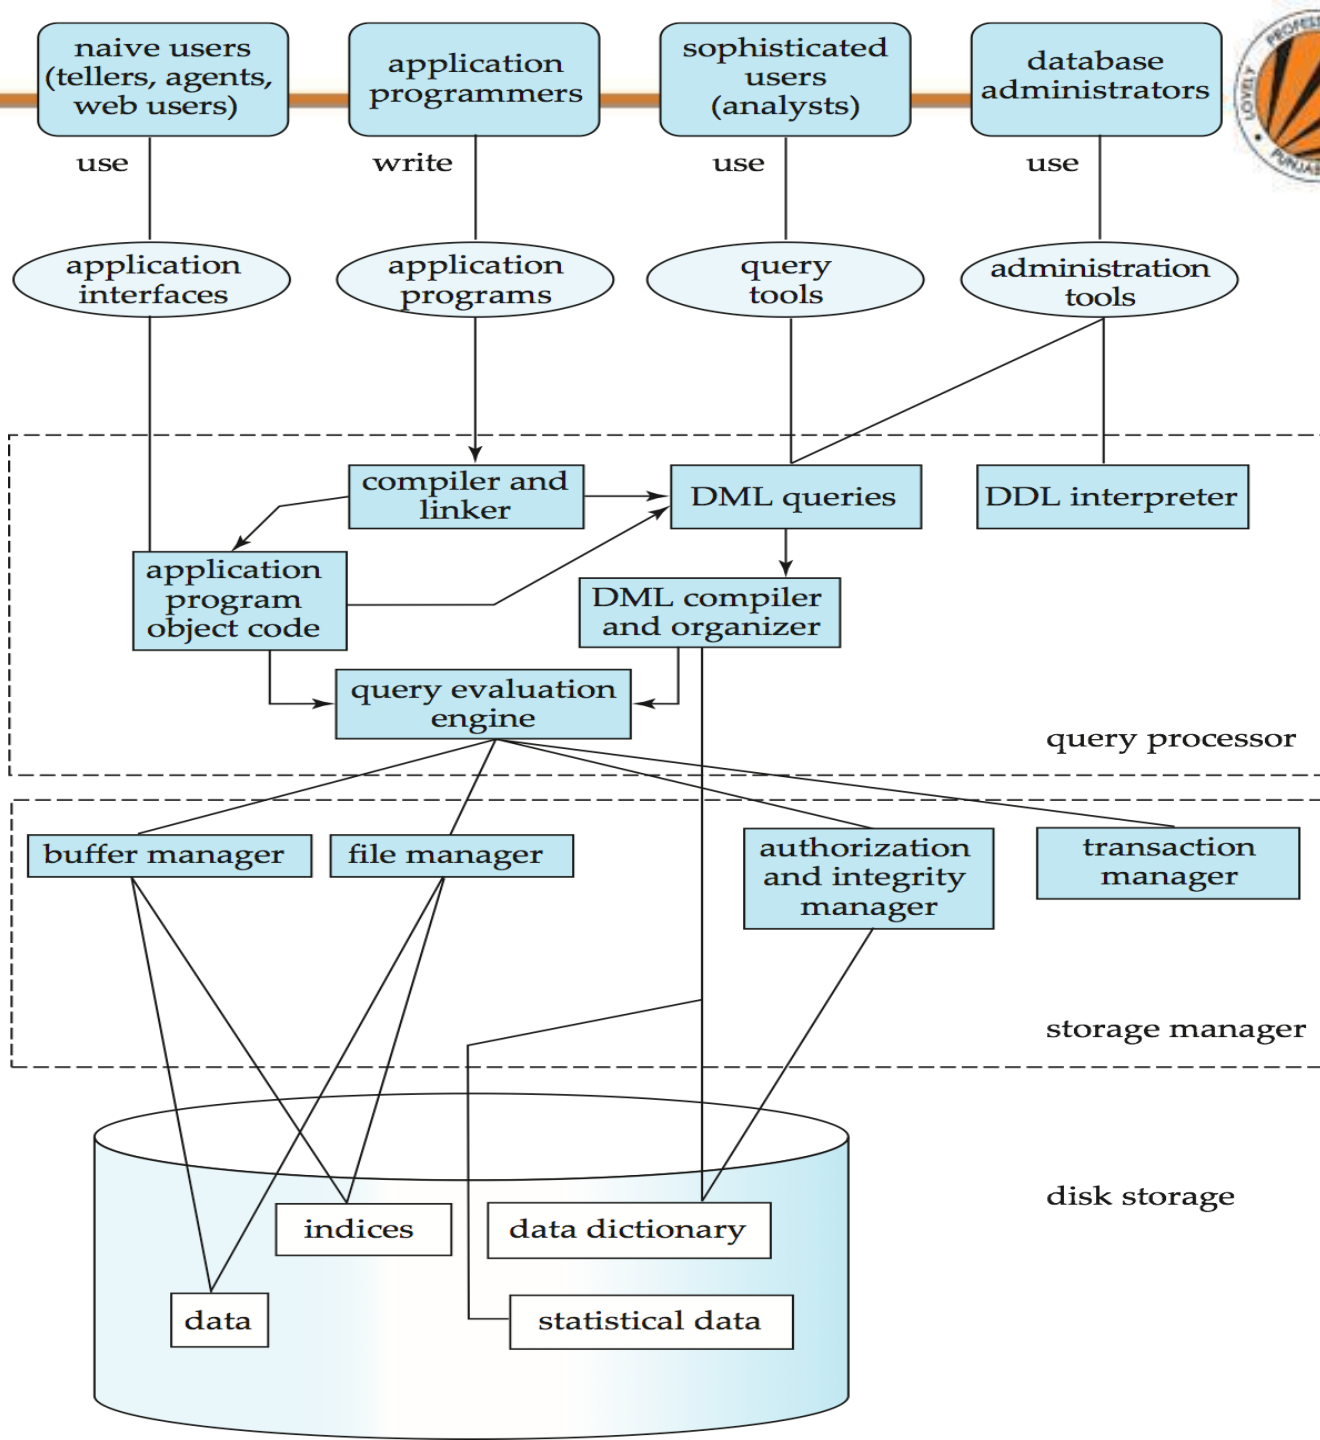 naive users
(tellers, agents,
web users)
application
programmers
sophisticated
users
(analysts)
database
administrators
LOVELY
PUNJAB
use
write
use
use
application
interfaces
application
programs
query
tools
administration
tools
compiler and
linker
DML queries
DDL interpreter
application
program
object code
DML compiler
and organizer
query evaluation
engine
query processor
buffer manager
file manager
authorization
and integrity
manager
transaction
manager
storage manager
disk storage
indices
data dictionary
data
statistical data